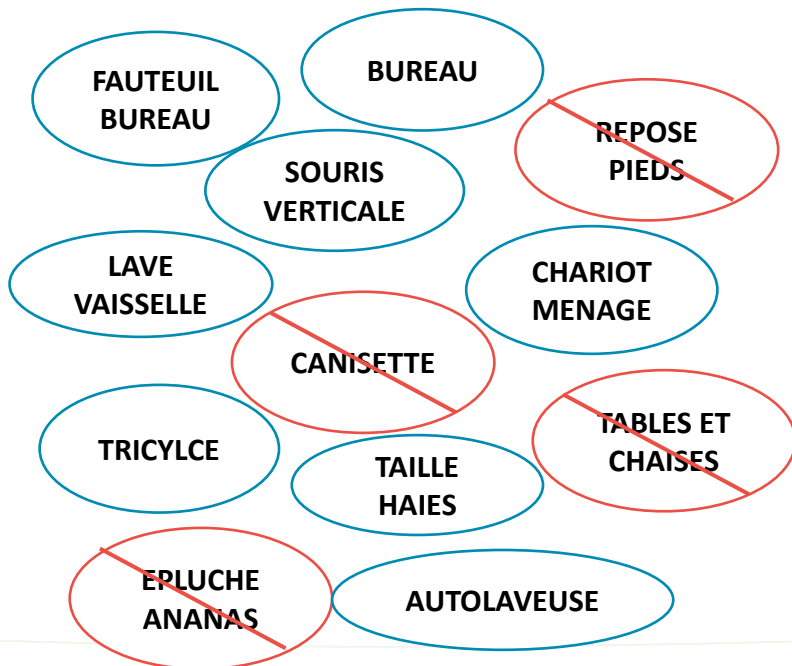 FAUTEUIL
BUREAU
BUREAU
REPOSE
PIEDS
SOURIS
VERTICALE
LAVE
VAISSELLE
CHARIOT
MENAGE
CANISETTE
TRICYLCE
TAILLE
HAIES
TABLES ET
CHAISES
EPLUCHE
ANANAS
AUTOLAVEUSE